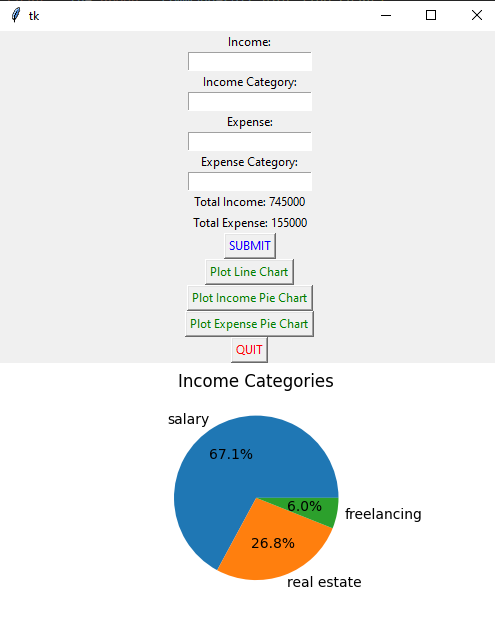 tk
Income:
Income Category:
Expense:
Expense Category:
Total Income: 745000
Total Expense: 155000
SUBMIT
Plot Line Chart
Plot Income Pie Chart
Plot Expense Pie Chart
QUIT
Income Categories
salary
67.1%
6.0%
freelancing
26.8%
real estate